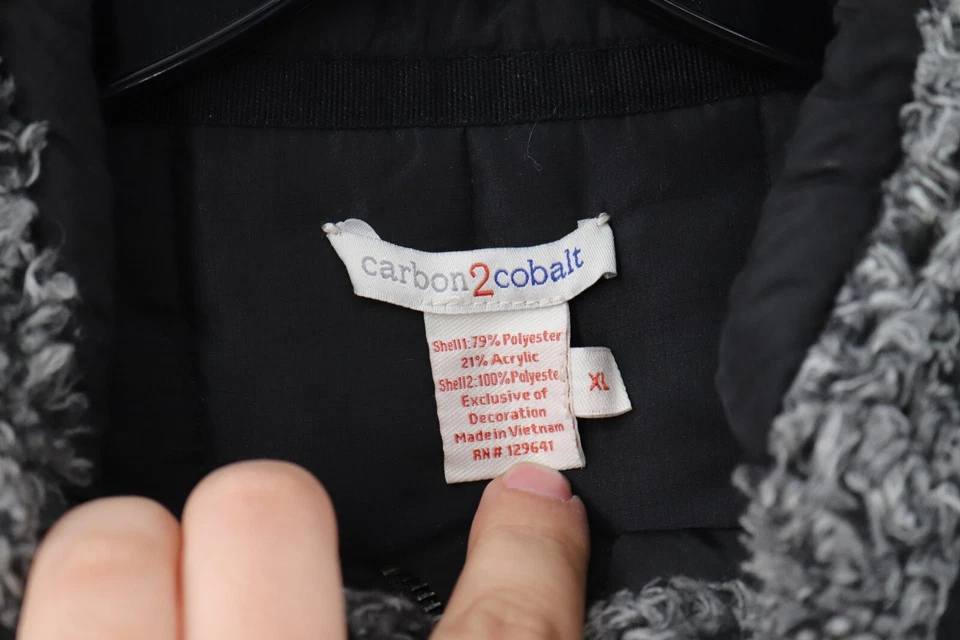 carbon2cobalt
Shell1:79% Polyester
21% Acrylic
Shell2:100%Polyeste
Exclusive of
Decoration
Made in Vietnam
RN# 129641
XL